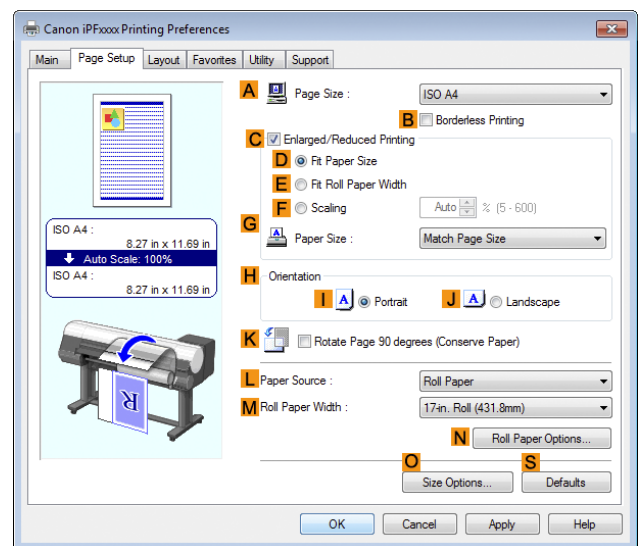 Canon iPFxxxx Printing Preferences
Main Page Setup Layout Favorites Utility Support
A Page Size : ISO A4
B Borderless Printing
C Enlarged/Reduced Printing
D Fit Paper Size
E Fit Roll Paper Width
F Scaling Auto % (5 - 600)
G Paper Size : Match Page Size
ISO A4 :
8.27 in x 11.69 in
Auto Scale: 100%
ISO A4 :
8.27 in x 11.69 in
H Orientation
I A Portrait J A Landscape
K Rotate Page 90 degrees (Conserve Paper)
R
L Paper Source : Roll Paper
M Roll Paper Width : 17-in. Roll (431.8mm)
N Roll Paper Options...
O Size Options... S Defaults
OK Cancel Apply Help